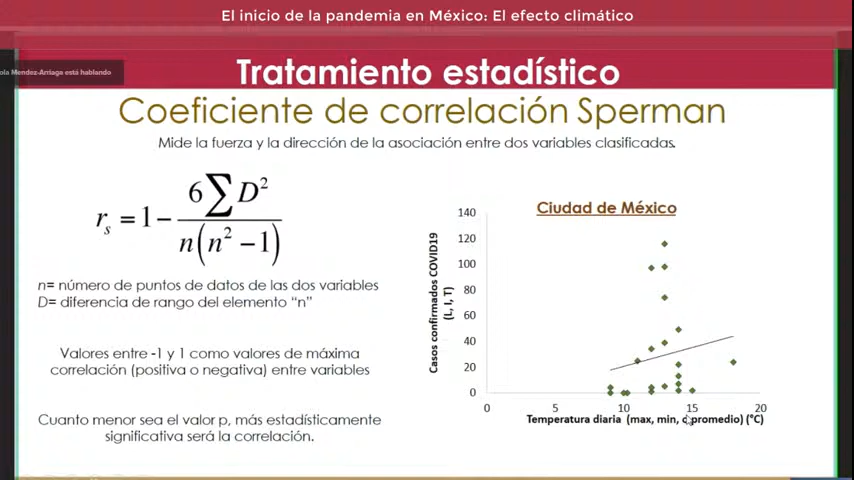 El inicio de la pandemia en México: El efecto climático
ola Mendez-Arriaga está hablando
Tratamiento estadístico
Coeficiente de correlación Sperman
Mide la fuerza y la dirección de la asociación entre dos variables clasificadas.
r_s = 1 − 6∑D² / n(n² − 1)
n= número de puntos de datos de las dos variables
D= diferencia de rango del elemento "n"
Valores entre -1 y 1 como valores de máxima
correlación (positiva o negativa) entre variables
Cuanto menor sea el valor p, más estadísticamente
significativa será la correlación.
Ciudad de México
Casos confirmados COVID19
(L, I, T)
140
120
100
80
60
40
20
0
0 5 10 15 20
Temperatura diaria (max, min, o promedio) (°C)